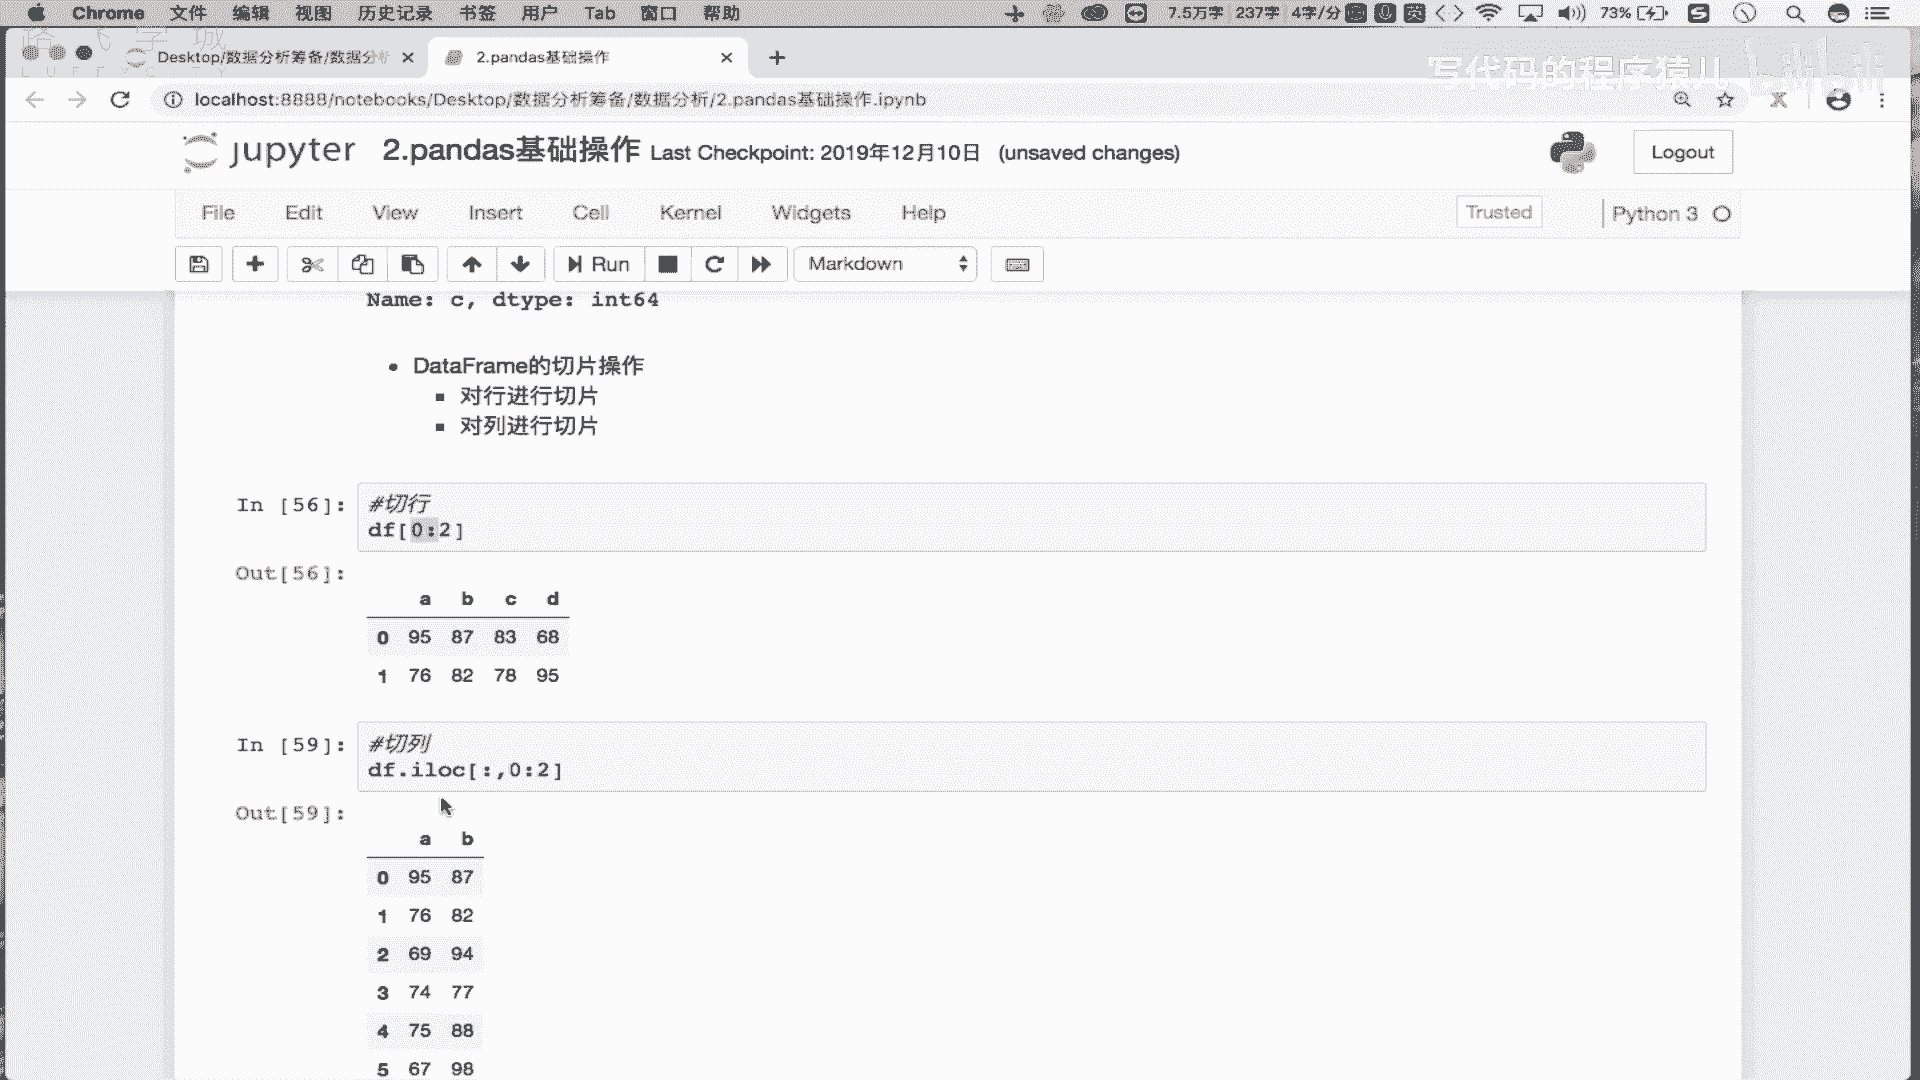 Chrome 文件 编辑 视图 历史记录 书签 用户 Tab 窗口 帮助 7.5万字 237字 4字/分 英 73%
路飞学城
Desktop/数据分析筹备/数据分析
2.pandas基础操作
写代码的程序猿儿 bilibili
localhost:8888/notebooks/Desktop/数据分析筹备/数据分析/2.pandas基础操作.ipynb
jupyter 2.pandas基础操作 Last Checkpoint: 2019年12月10日 (unsaved changes) Logout
File Edit View Insert Cell Kernel Widgets Help Trusted Python 3
Run Markdown
Name: c, dtype: int64
DataFrame的切片操作
对行进行切片
对列进行切片
In [56]: #切行
df[0:2]
Out[56]:
a b c d
0 95 87 83 68
1 76 82 78 95
In [59]: #切列
df.iloc[:,0:2]
Out[59]:
a b
0 95 87
1 76 82
2 69 94
3 74 77
4 75 88
5 67 98